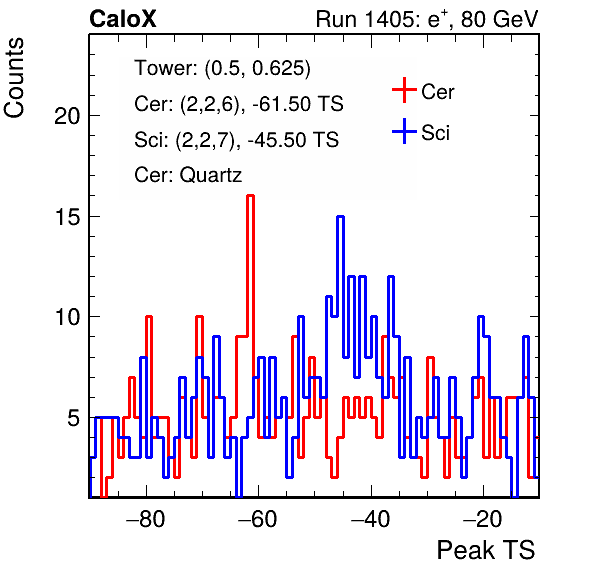 CaloX Run 1405: e⁺, 80 GeV
Counts
Tower: (0.5, 0.625)
Cer: (2,2,6), -61.50 TS
Sci: (2,2,7), -45.50 TS
Cer: Quartz
Cer
Sci
20
15
10
5
−80 −60 −40 −20
Peak TS